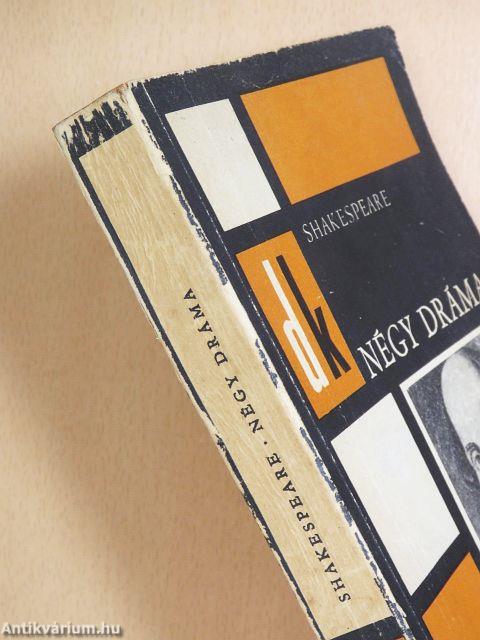 SHAKESPEARE
dk
NÉGY DRÁMA
SHAKESPEARE · NÉGY DRÁMA
Antikvárium.hu